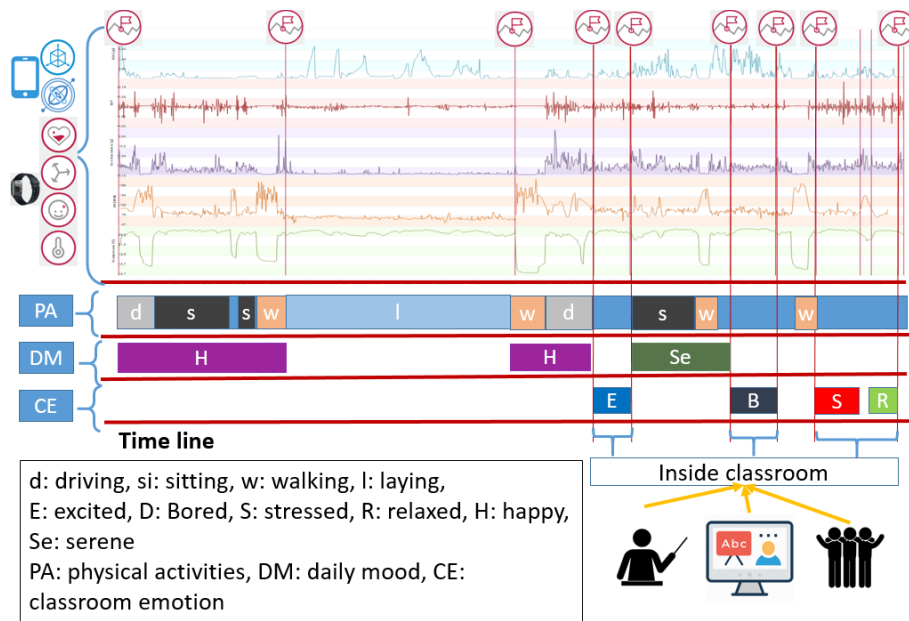 PA
d
s
s
w
l
w
d
s
w
w
DM
H
H
Se
CE
E
B
S
R
Time line
Inside classroom
Abc
d: driving, si: sitting, w: walking, l: laying,
E: excited, D: Bored, S: stressed, R: relaxed, H: happy,
Se: serene
PA: physical activities, DM: daily mood, CE:
classroom emotion